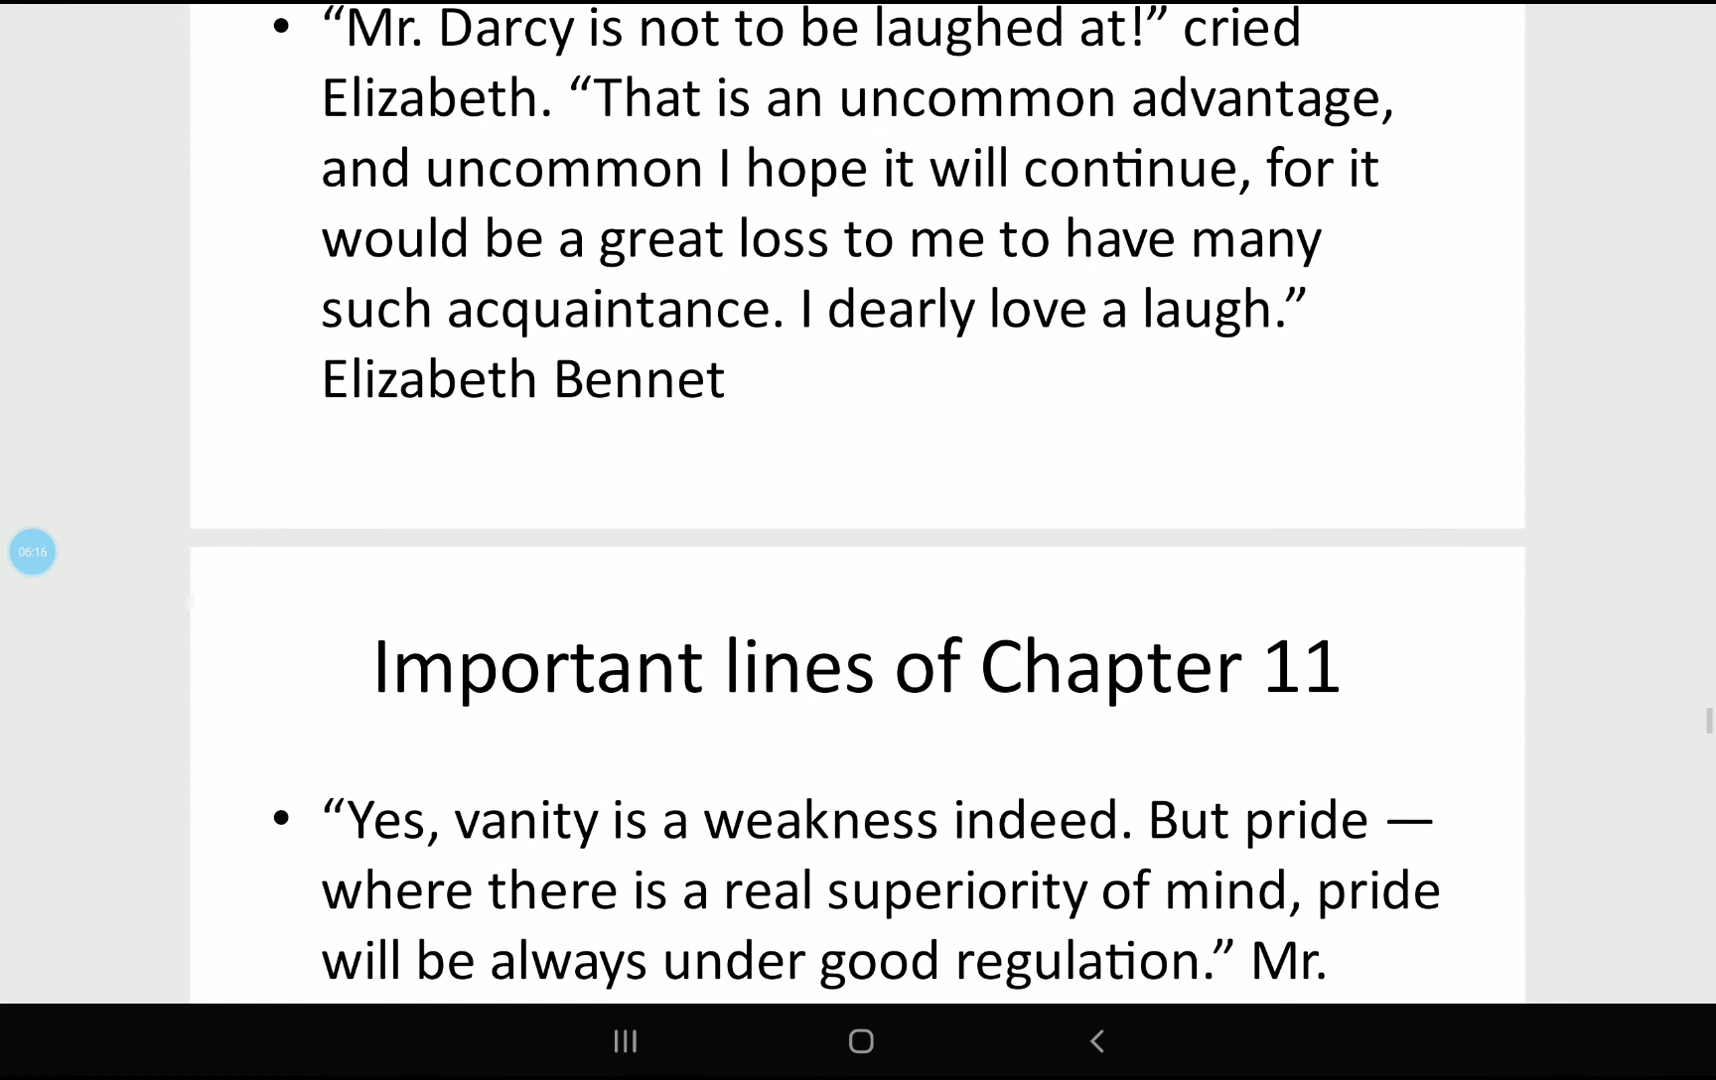 • “Mr. Darcy is not to be laughed at!” cried
Elizabeth. “That is an uncommon advantage,
and uncommon I hope it will continue, for it
would be a great loss to me to have many
such acquaintance. I dearly love a laugh.”
Elizabeth Bennet
06:16
Important lines of Chapter 11
• “Yes, vanity is a weakness indeed. But pride —
where there is a real superiority of mind, pride
will be always under good regulation.” Mr.